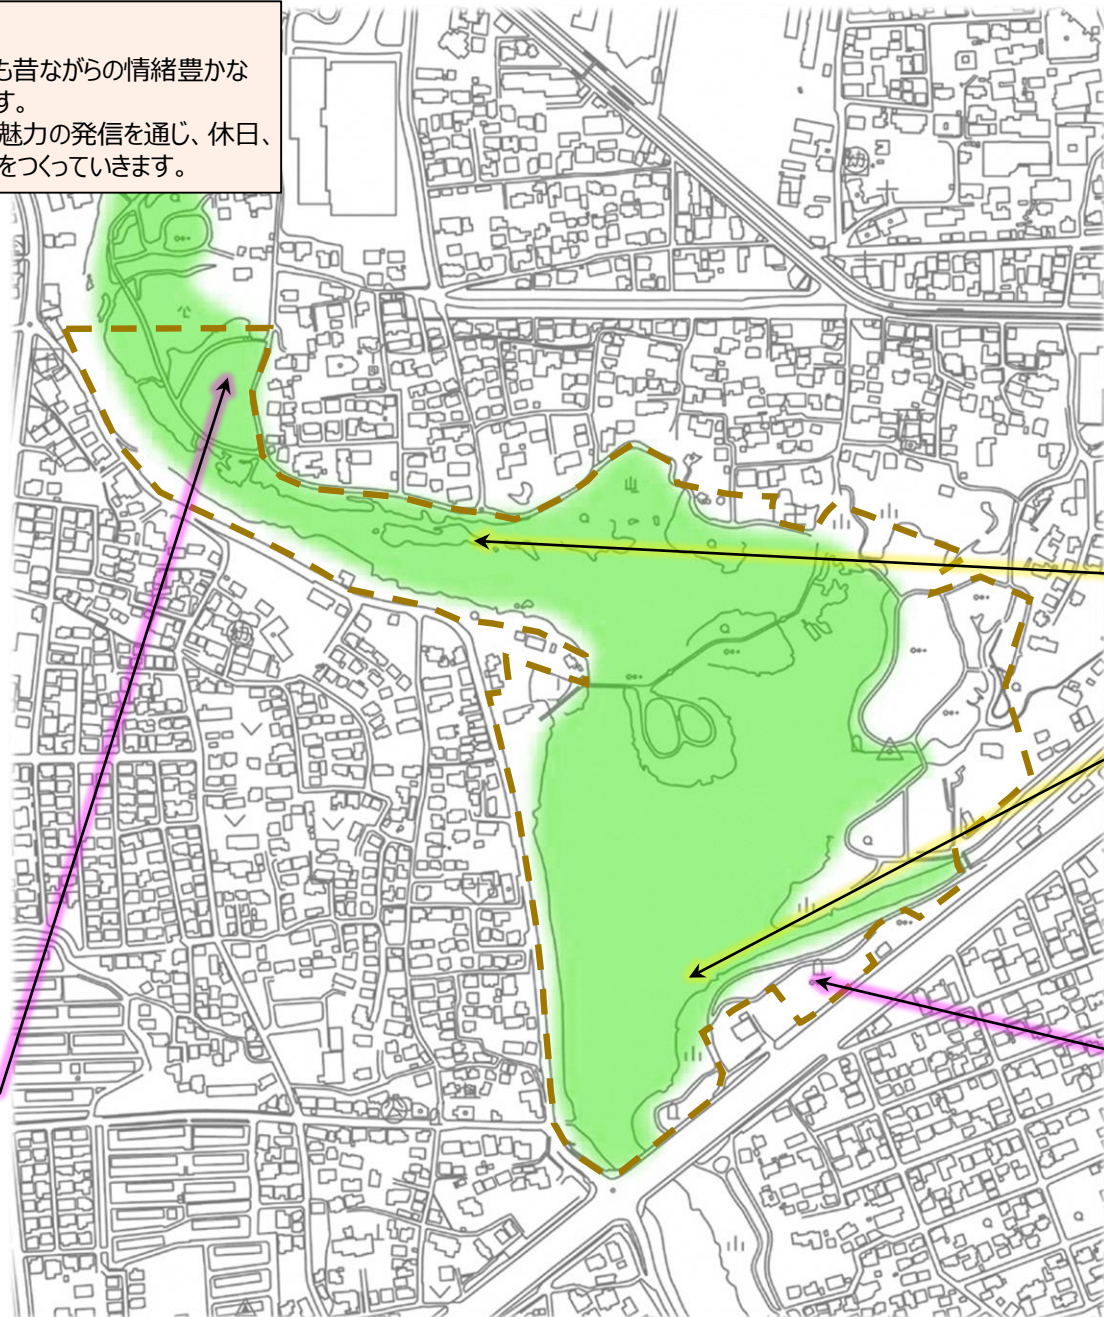 も昔ながらの情緒豊かな
す。
魅力の発信を通じ、休日、
をつくっていきます。
山